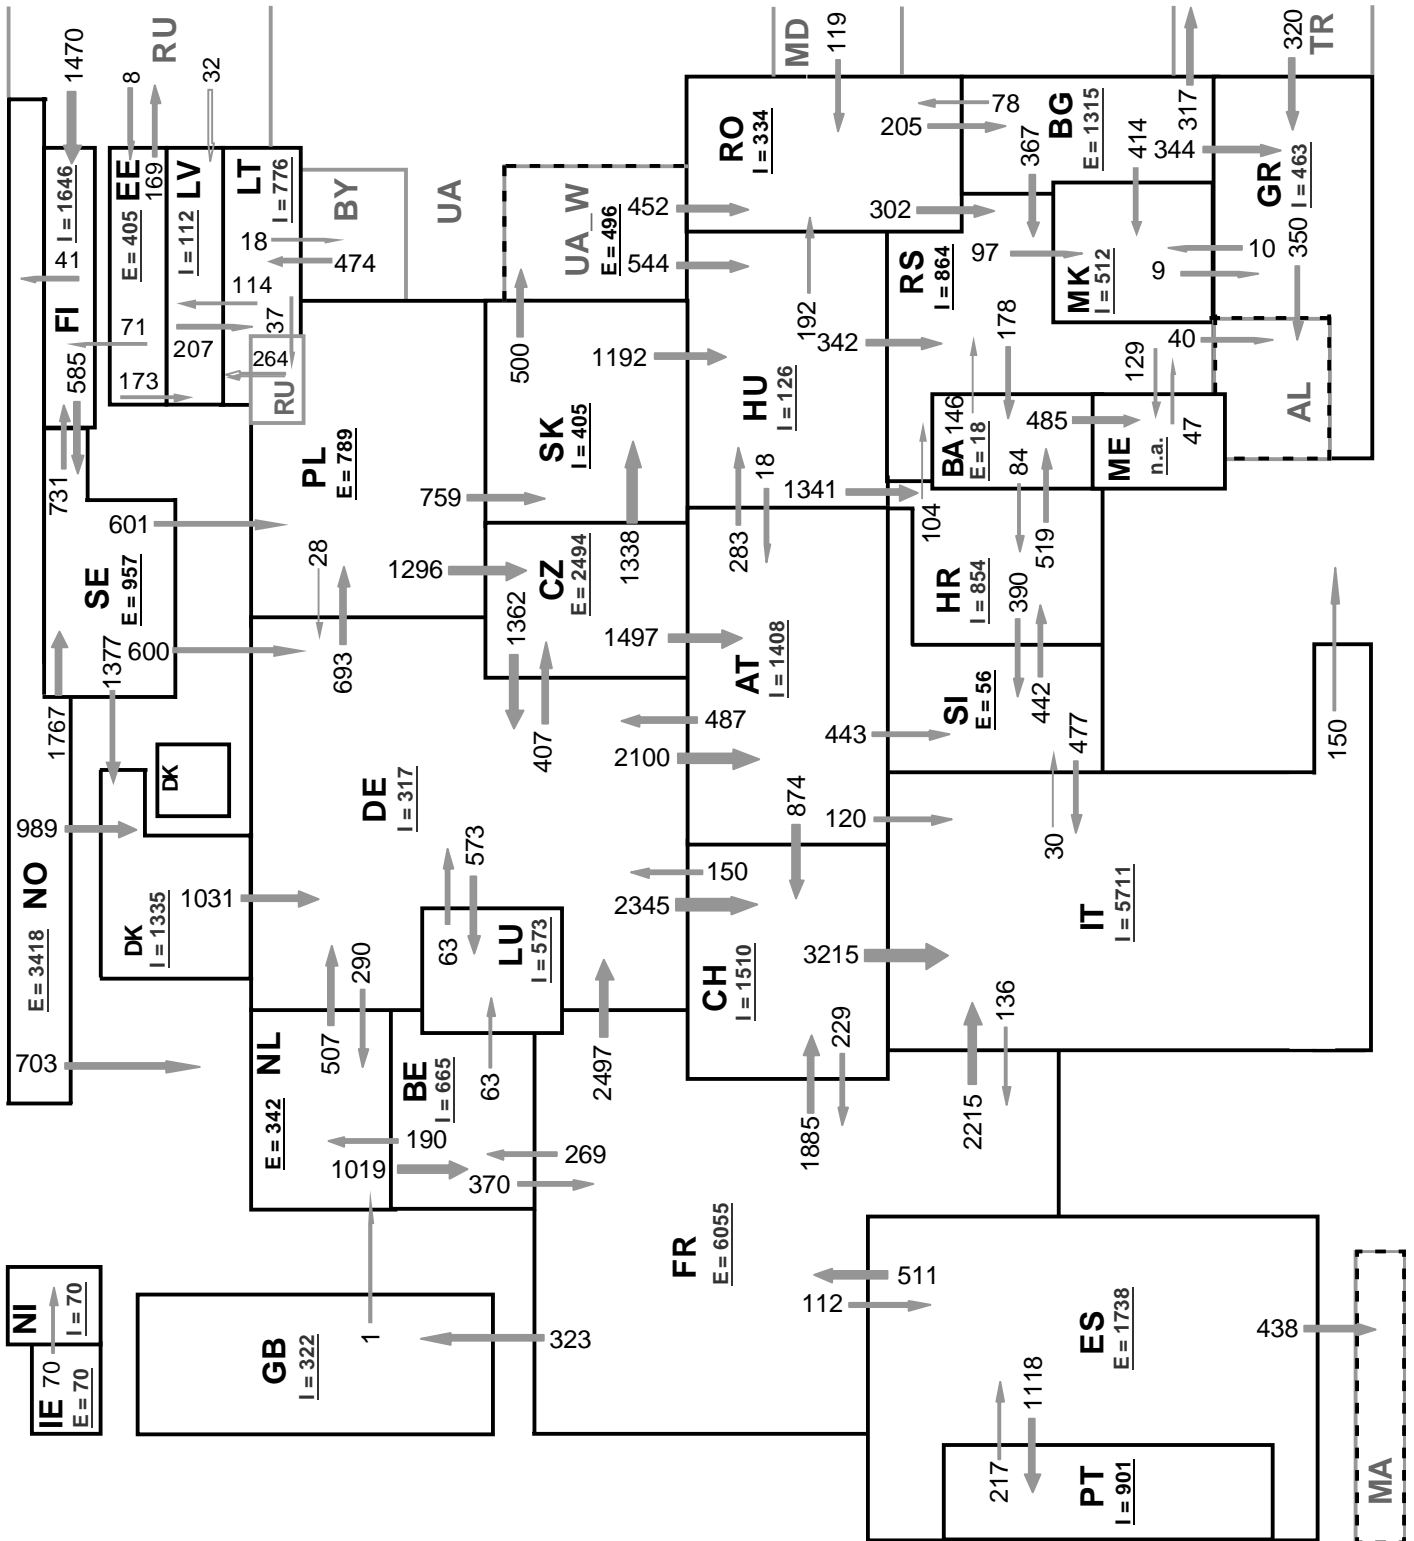 RU
1470
8
32
MD
119
320
TR
FI
I = 1646
41
585
EE
E = 405
169
LV
I = 112
LT
I = 776
BY
UA
UA_W
E = 496
18
474
114
37
71
207
264
RU
173
RO
I = 334
78
205
BG
E = 1315
317
367
414
344
GR
I = 463
452
302
544
RS
I = 864
97
MK
I = 512
10
9
350
192
342
178
129
40
AL
500
1192
HU
I = 126
SK
I = 405
PL
E = 789
BA
E = 18
146
485
ME
n.a.
47
84
731
601
759
1338
283
18
1341
104
519
SE
E = 957
28
1296
CZ
E = 2494
1362
HR
I = 854
390
1377
600
693
407
1497
AT
I = 1408
SI
E = 56
442
477
1767
487
2100
443
150
DK
DE
I = 317
874
120
30
989
NO
E = 3418
DK
I = 1335
1031
573
63
150
2345
LU
I = 573
CH
I = 1510
3215
IT
I = 5711
703
NL
E = 342
507
290
BE
I = 665
63
2497
1885
229
2215
136
190
1019
269
370
FR
E = 6055
NI
I = 70
IE
E = 70
70
GB
I = 322
1
323
511
112
ES
E = 1738
438
217
1118
PT
I = 901
MA